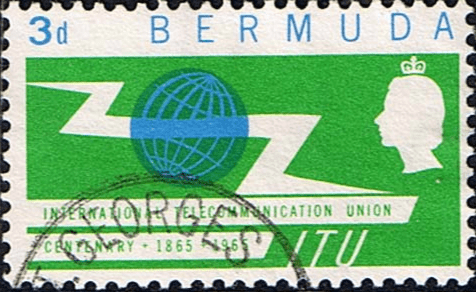 3d BERMUDA
INTERNATIONAL TELECOMMUNICATION UNION
CENTENARY • 1865 - 1965 ITU
T. GEORGES